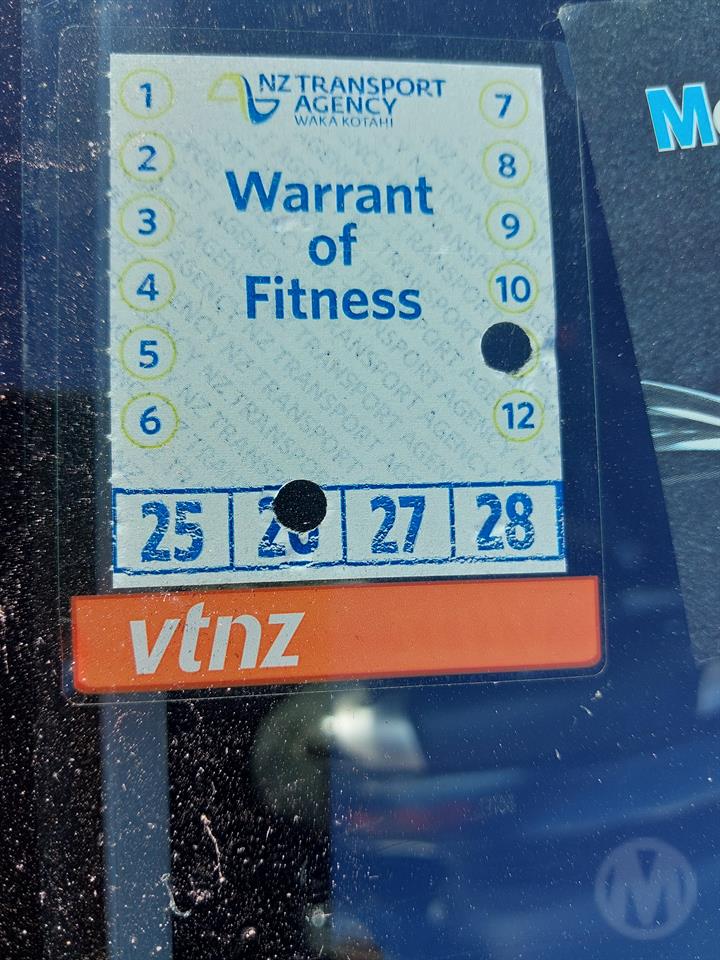 NZ TRANSPORT
AGENCY
WAKA KOTAHI
Warrant
of
Fitness
1
2
3
4
5
6
7
8
9
10
12
25 26 27 28
vtnz
M